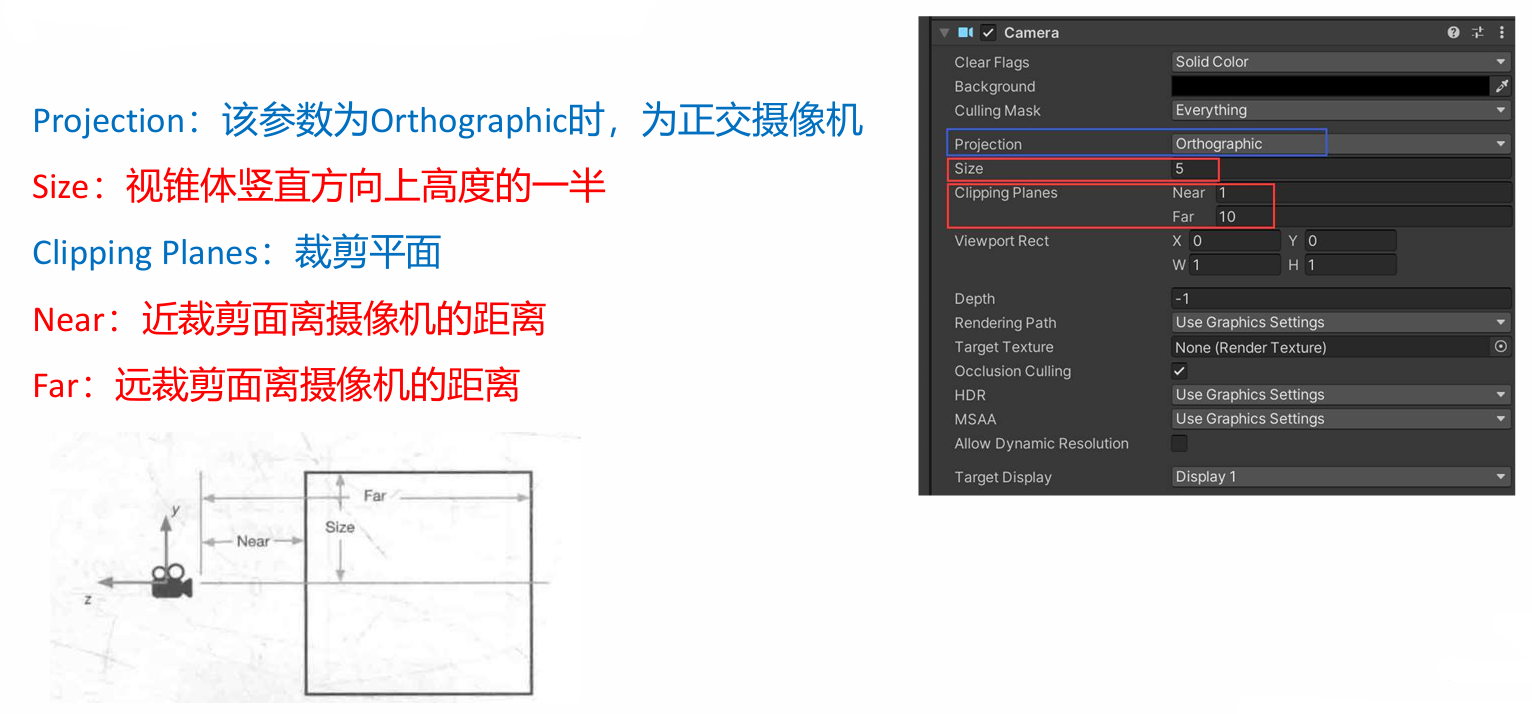 Projection：该参数为Orthographic时，为正交摄像机
Size：视锥体竖直方向上高度的一半
Clipping Planes：裁剪平面
Near：近裁剪面离摄像机的距离
Far：远裁剪面离摄像机的距离
Far
Size
Near
y
z
Camera
Clear Flags Solid Color
Background
Culling Mask Everything
Projection Orthographic
Size 5
Clipping Planes Near 1
Far 10
Viewport Rect X 0 Y 0
W 1 H 1
Depth -1
Rendering Path Use Graphics Settings
Target Texture None (Render Texture)
Occlusion Culling
HDR Use Graphics Settings
MSAA Use Graphics Settings
Allow Dynamic Resolution
Target Display Display 1